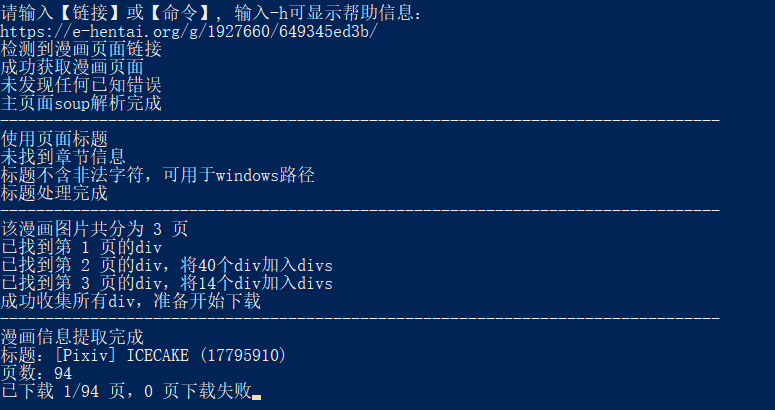 请输入【链接】或【命令】, 输入-h可显示帮助信息:
https://e-hentai.org/g/1927660/649345ed3b/
检测到漫画页面链接
成功获取漫画页面
未发现任何已知错误
主页面soup解析完成
--------------------------------------------------------------------------------
使用页面标题
未找到章节信息
标题不含非法字符，可用于windows路径
标题处理完成
--------------------------------------------------------------------------------
该漫画图片共分为 3 页
已找到第 1 页的div
已找到第 2 页的div，将40个div加入divs
已找到第 3 页的div，将14个div加入divs
成功收集所有div，准备开始下载
--------------------------------------------------------------------------------
漫画信息提取完成
标题：[Pixiv] ICECAKE (17795910)
页数：94
已下载 1/94 页，0 页下载失败